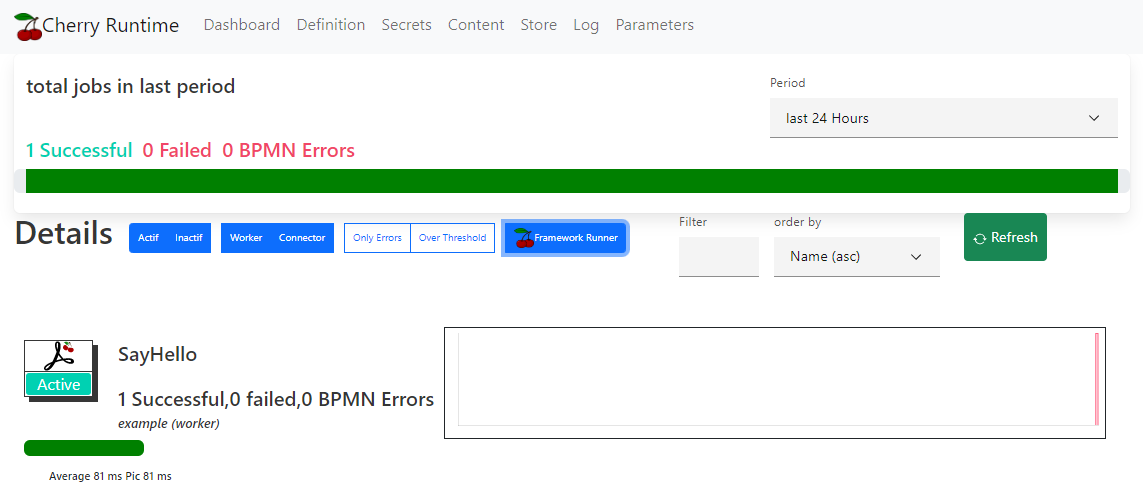 Cherry Runtime Dashboard Definition Secrets Content Store Log Parameters
total jobs in last period
Period
last 24 Hours
1 Successful 0 Failed 0 BPMN Errors
Details
Actif Inactif Worker Connector Only Errors Over Threshold Framework Runner
Filter
order by
Name (asc)
Refresh
SayHello
Active
1 Successful,0 failed,0 BPMN Errors
example (worker)
Average 81 ms Pic 81 ms